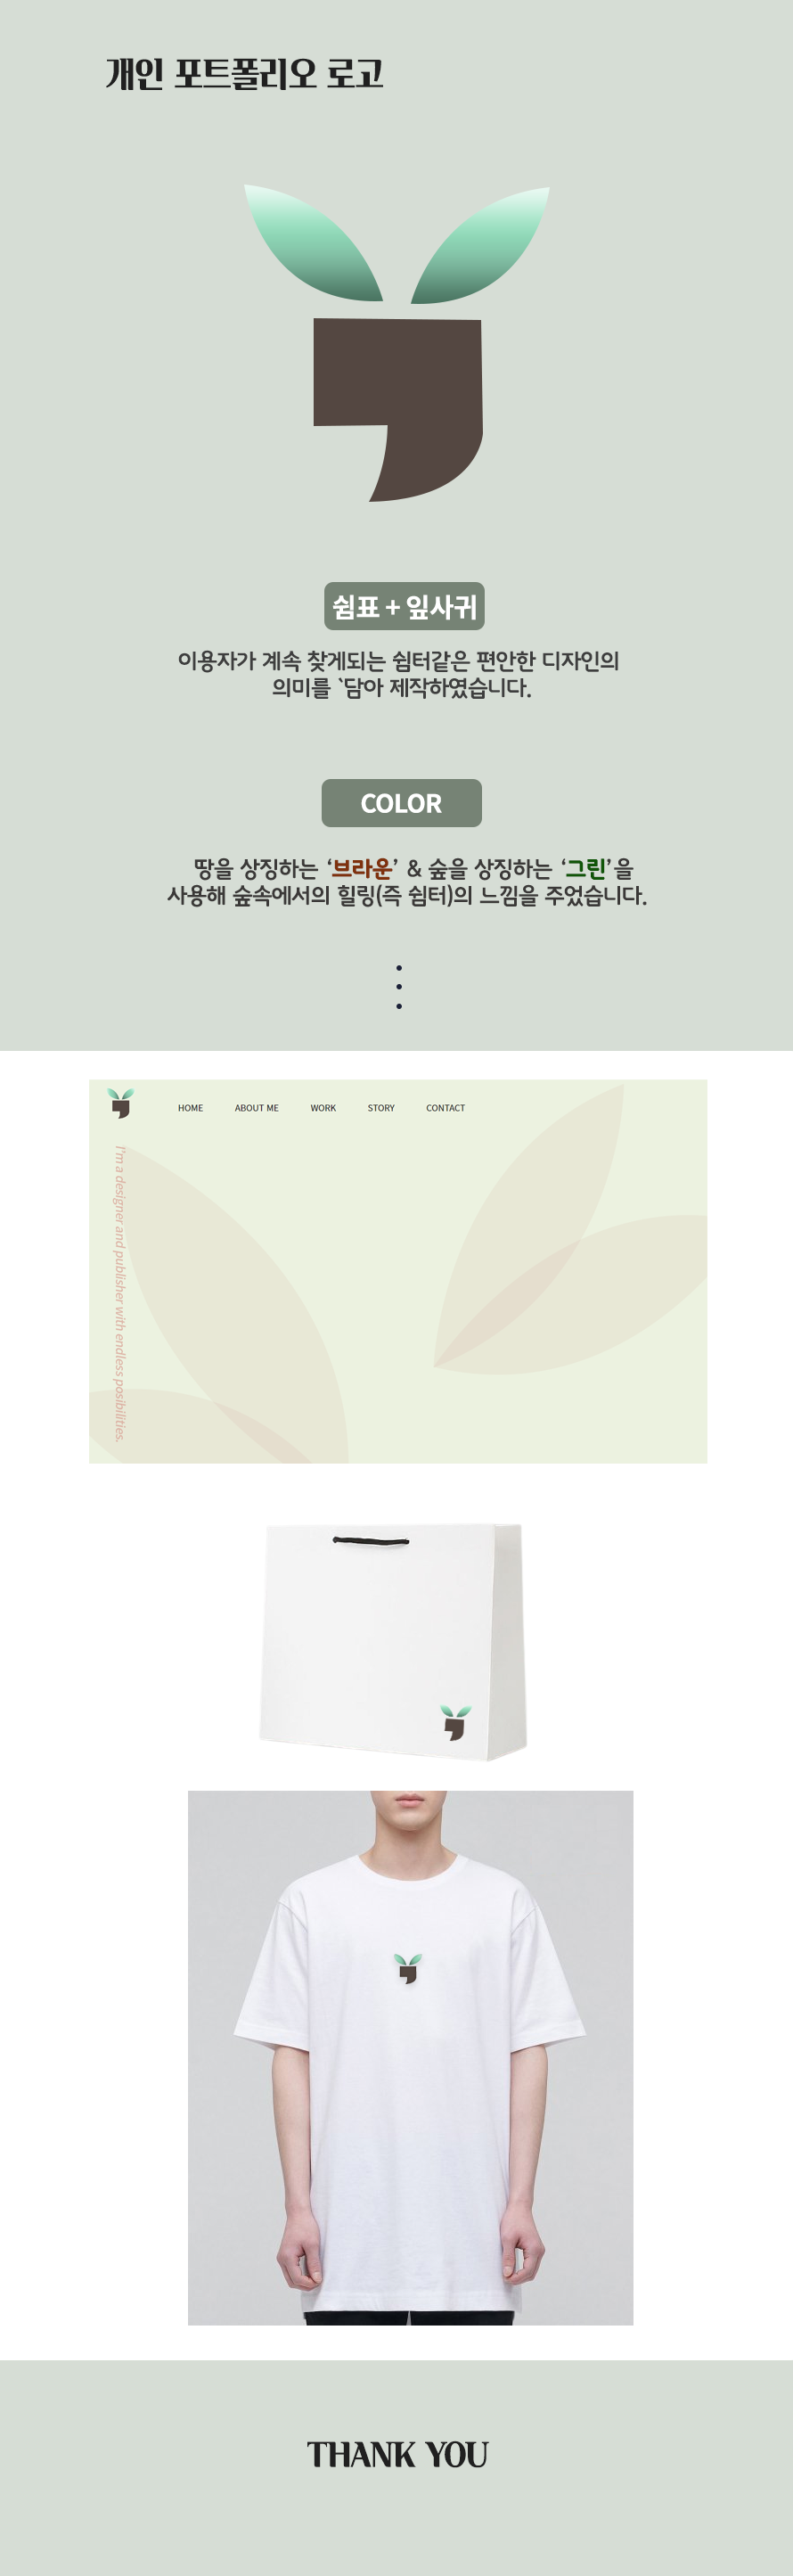 개인 포트폴리오 로고
쉼표 + 잎사귀
이용자가 계속 찾게되는 쉼터같은 편안한 디자인의
의미를 `담아 제작하였습니다.
COLOR
땅을 상징하는 ‘브라운’ & 숲을 상징하는 ‘그린’을
사용해 숲속에서의 힐링(즉 쉼터)의 느낌을 주었습니다.
HOME ABOUT ME WORK STORY CONTACT
I'm a designer and publisher with endless posibilities.
THANK YOU